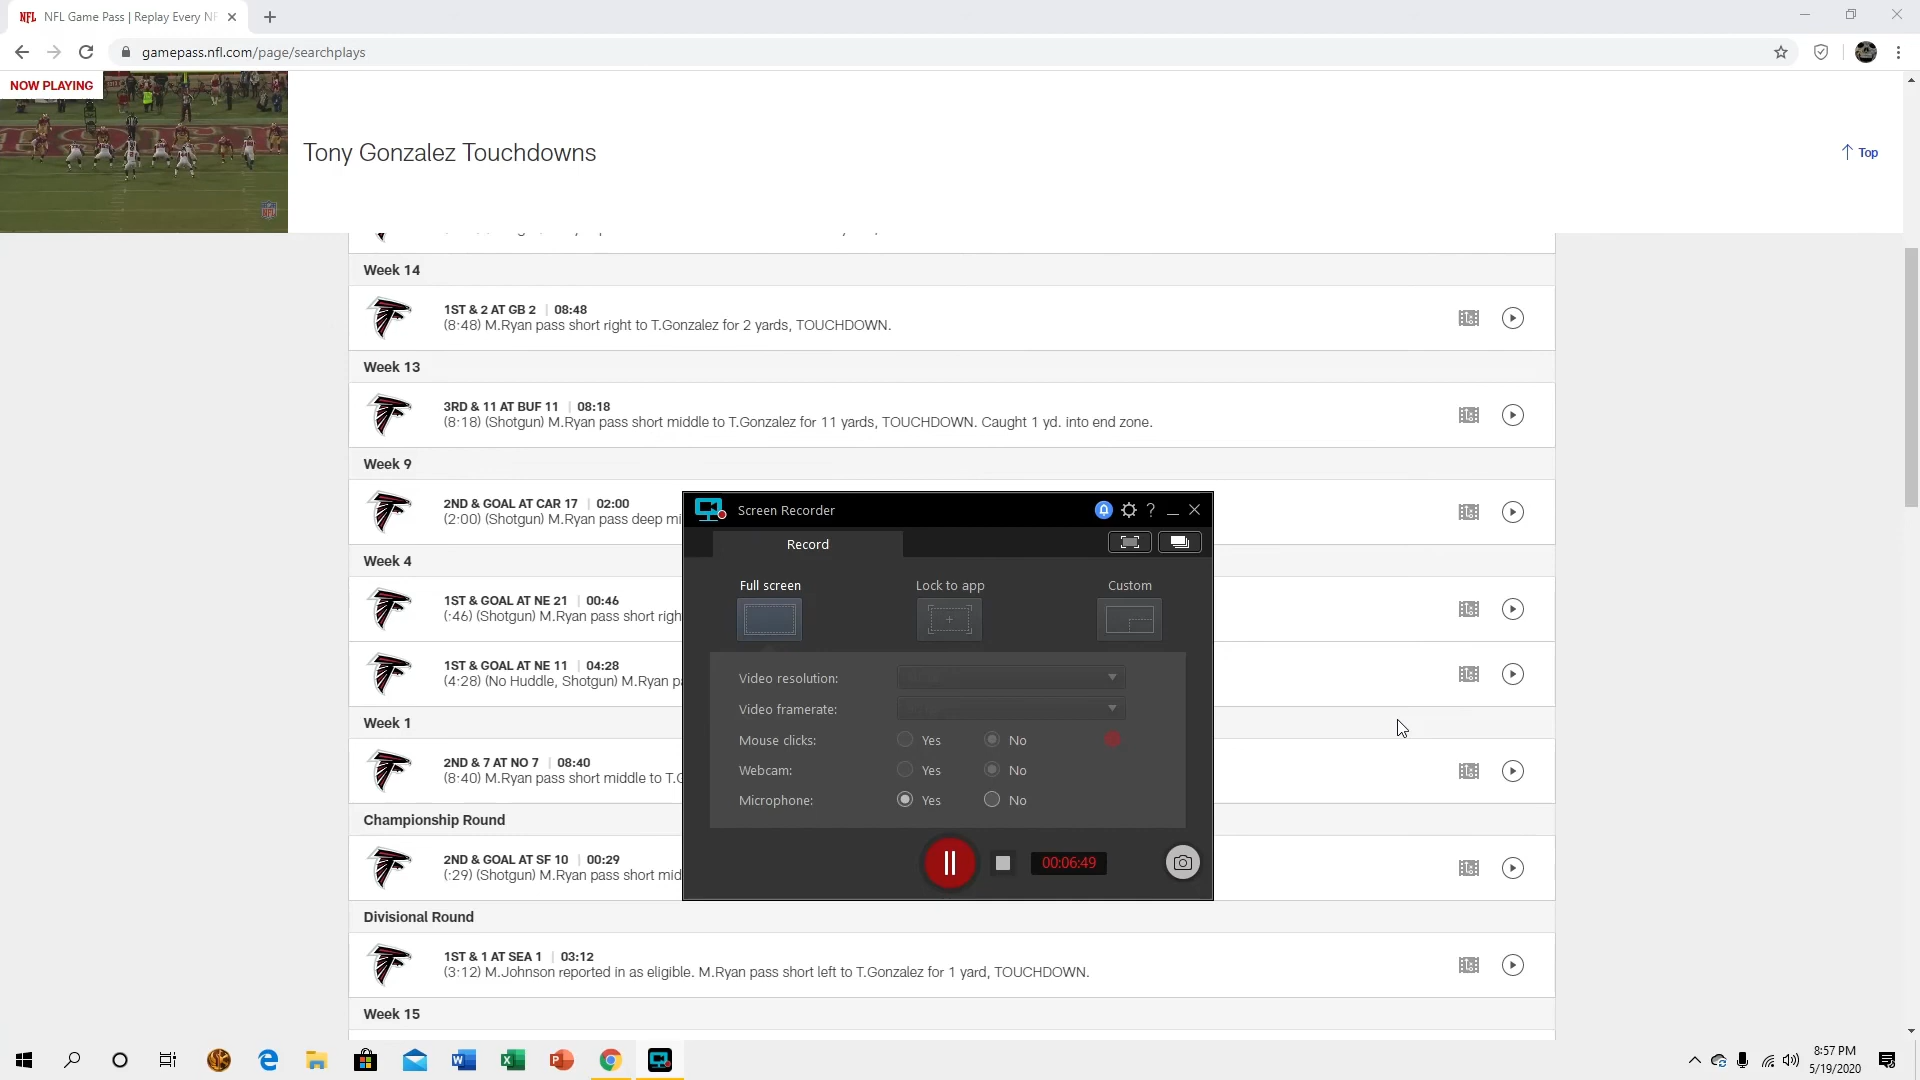 NFL Game Pass | Replay Every NF
gamepass.nfl.com/page/searchplays
NOW PLAYING
Tony Gonzalez Touchdowns
Top
Week 14
1ST & 2 AT GB 2 | 08:48
(8:48) M.Ryan pass short right to T.Gonzalez for 2 yards, TOUCHDOWN.
Week 13
3RD & 11 AT BUF 11 | 08:18
(8:18) (Shotgun) M.Ryan pass short middle to T.Gonzalez for 11 yards, TOUCHDOWN. Caught 1 yd. into end zone.
Week 9
2ND & GOAL AT CAR 17 | 02:00
(2:00) (Shotgun) M.Ryan pass deep mi
Week 4
1ST & GOAL AT NE 21 | 00:46
(:46) (Shotgun) M.Ryan pass short righ
1ST & GOAL AT NE 11 | 04:28
(4:28) (No Huddle, Shotgun) M.Ryan p
Week 1
2ND & 7 AT NO 7 | 08:40
(8:40) M.Ryan pass short middle to T.G
Championship Round
2ND & GOAL AT SF 10 | 00:29
(:29) (Shotgun) M.Ryan pass short mid
Divisional Round
1ST & 1 AT SEA 1 | 03:12
(3:12) M.Johnson reported in as eligible. M.Ryan pass short left to T.Gonzalez for 1 yard, TOUCHDOWN.
Week 15
Screen Recorder
Record
Full screen
Lock to app
Custom
Video resolution:
Video framerate:
Mouse clicks: Yes No
Webcam: Yes No
Microphone: Yes No
00:06:49
8:57 PM
5/19/2020